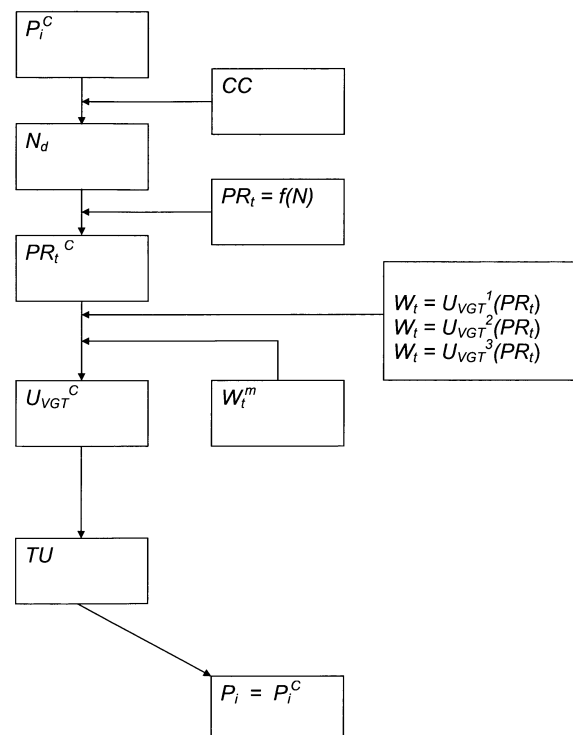 P_i^C
CC
N_d
PR_t = f(N)
PR_t^C
W_t = U_VGT^1(PR_t)
W_t = U_VGT^2(PR_t)
W_t = U_VGT^3(PR_t)
U_VGT^C
W_t^m
TU
P_i = P_i^C